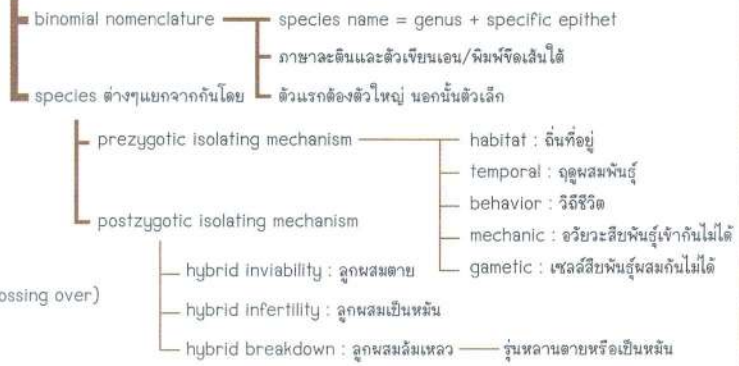 binomial nomenclature
species name = genus + specific epithet
ภาษาละตินและตัวเขียนเอน/พิมพ์ขีดเส้นใต้
ตัวแรกต้องตัวใหญ่ นอกนั้นตัวเล็ก
species ต่างๆแยกจากกันโดย
prezygotic isolating mechanism
habitat : ถิ่นที่อยู่
temporal : ฤดูผสมพันธุ์
behavior : วิถีชีวิต
mechanic : อวัยวะสืบพันธุ์เข้ากันไม่ได้
gametic : เซลล์สืบพันธุ์ผสมกันไม่ได้
postzygotic isolating mechanism
hybrid inviability : ลูกผสมตาย
ossing over)
hybrid infertility : ลูกผสมเป็นหมัน
hybrid breakdown : ลูกผสมล้มเหลว
รุ่นหลานตายหรือเป็นหมัน